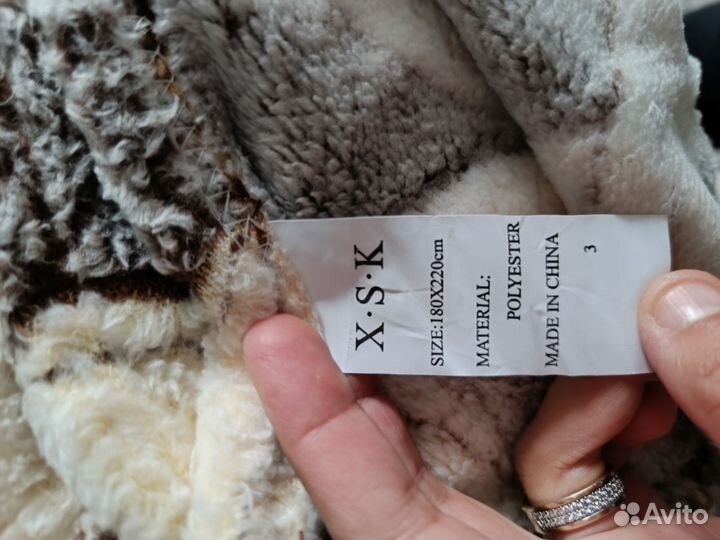 X·S·K
SIZE:180X220cm
MATERIAL:
POLYESTER
MADE IN CHINA
3
Avito